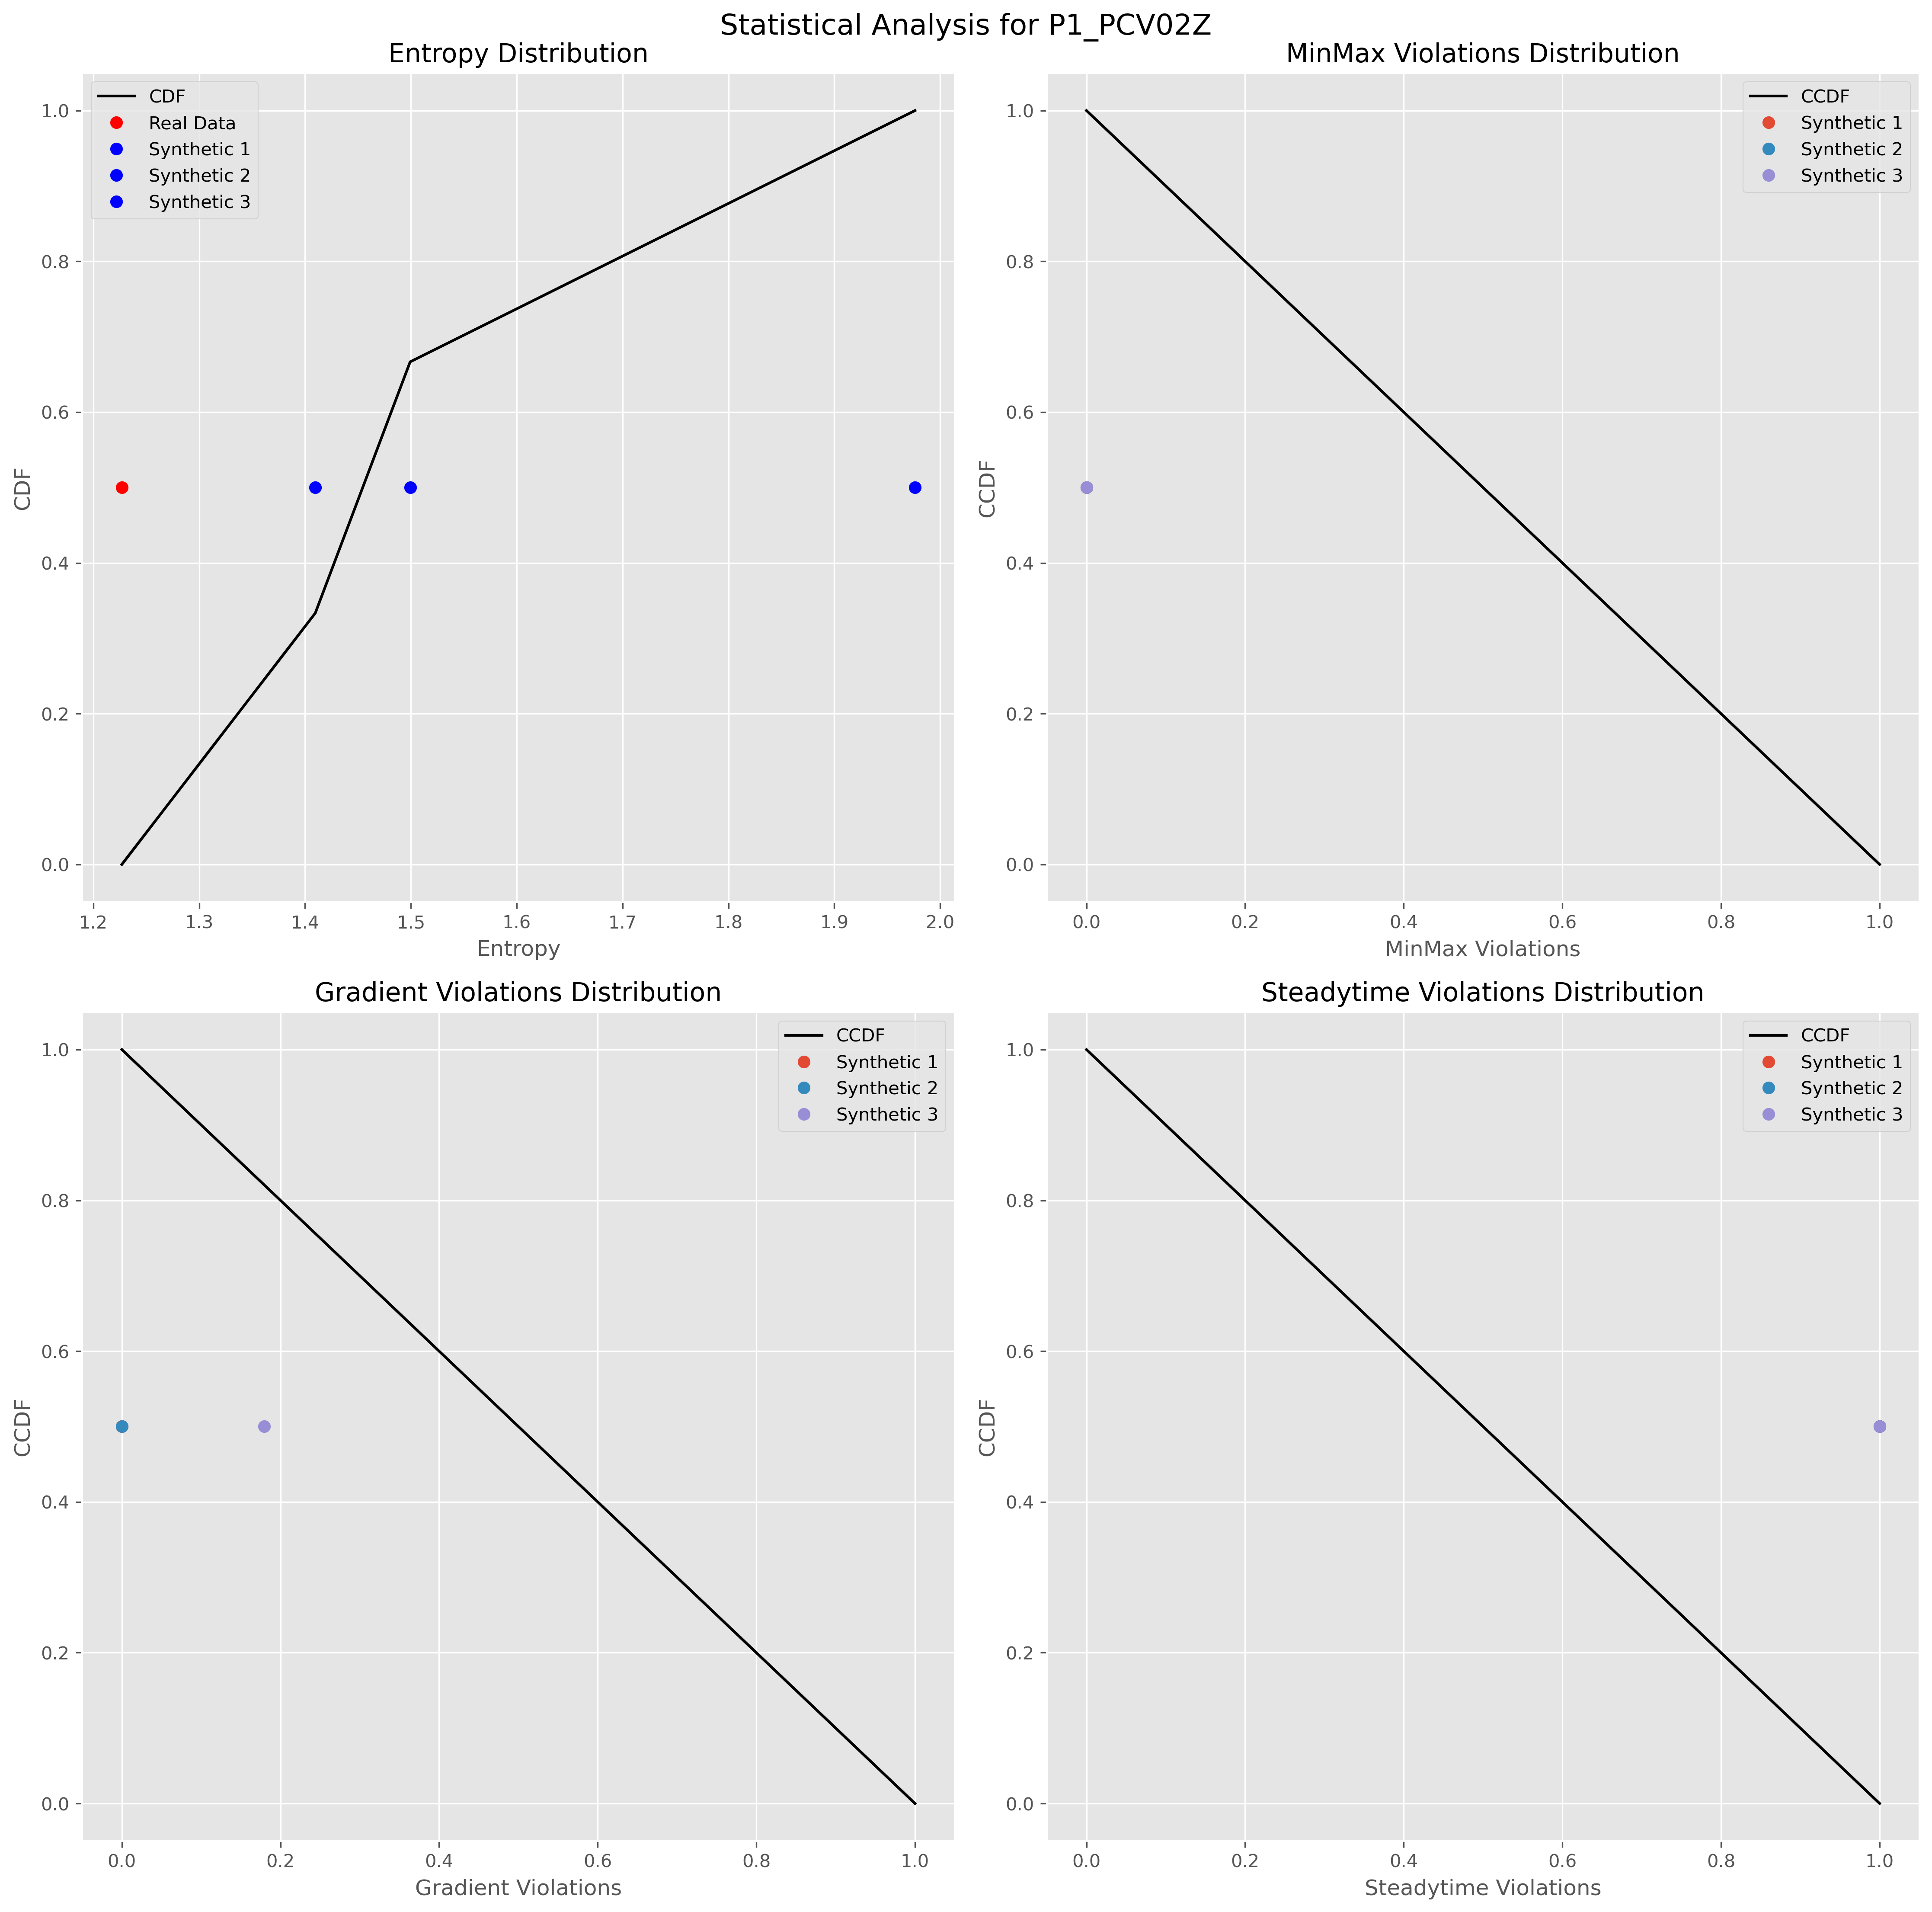 Statistical Analysis for P1_PCV02Z
Entropy Distribution
CDF
Real Data
Synthetic 1
Synthetic 2
Synthetic 3
CDF
1.0
0.8
0.6
0.4
0.2
0.0
1.2 1.3 1.4 1.5 1.6 1.7 1.8 1.9 2.0
Entropy
MinMax Violations Distribution
CCDF
Synthetic 1
Synthetic 2
Synthetic 3
CCDF
1.0
0.8
0.6
0.4
0.2
0.0
0.0 0.2 0.4 0.6 0.8 1.0
MinMax Violations
Gradient Violations Distribution
CCDF
Synthetic 1
Synthetic 2
Synthetic 3
CCDF
1.0
0.8
0.6
0.4
0.2
0.0
0.0 0.2 0.4 0.6 0.8 1.0
Gradient Violations
Steadytime Violations Distribution
CCDF
Synthetic 1
Synthetic 2
Synthetic 3
CCDF
1.0
0.8
0.6
0.4
0.2
0.0
0.0 0.2 0.4 0.6 0.8 1.0
Steadytime Violations